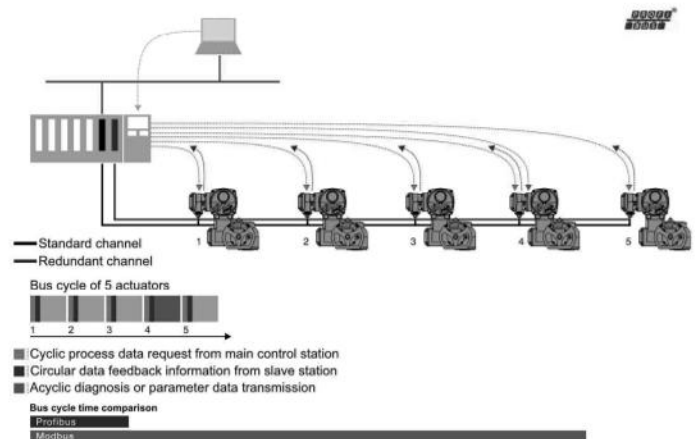 PROFI
BUS
®
1
2
3
4
5
Standard channel
Redundant channel
Bus cycle of 5 actuators
1 2 3 4 5
Cyclic process data request from main control station
Circular data feedback information from slave station
Acyclic diagnosis or parameter data transmission
Bus cycle time comparison
Profibus
Modbus